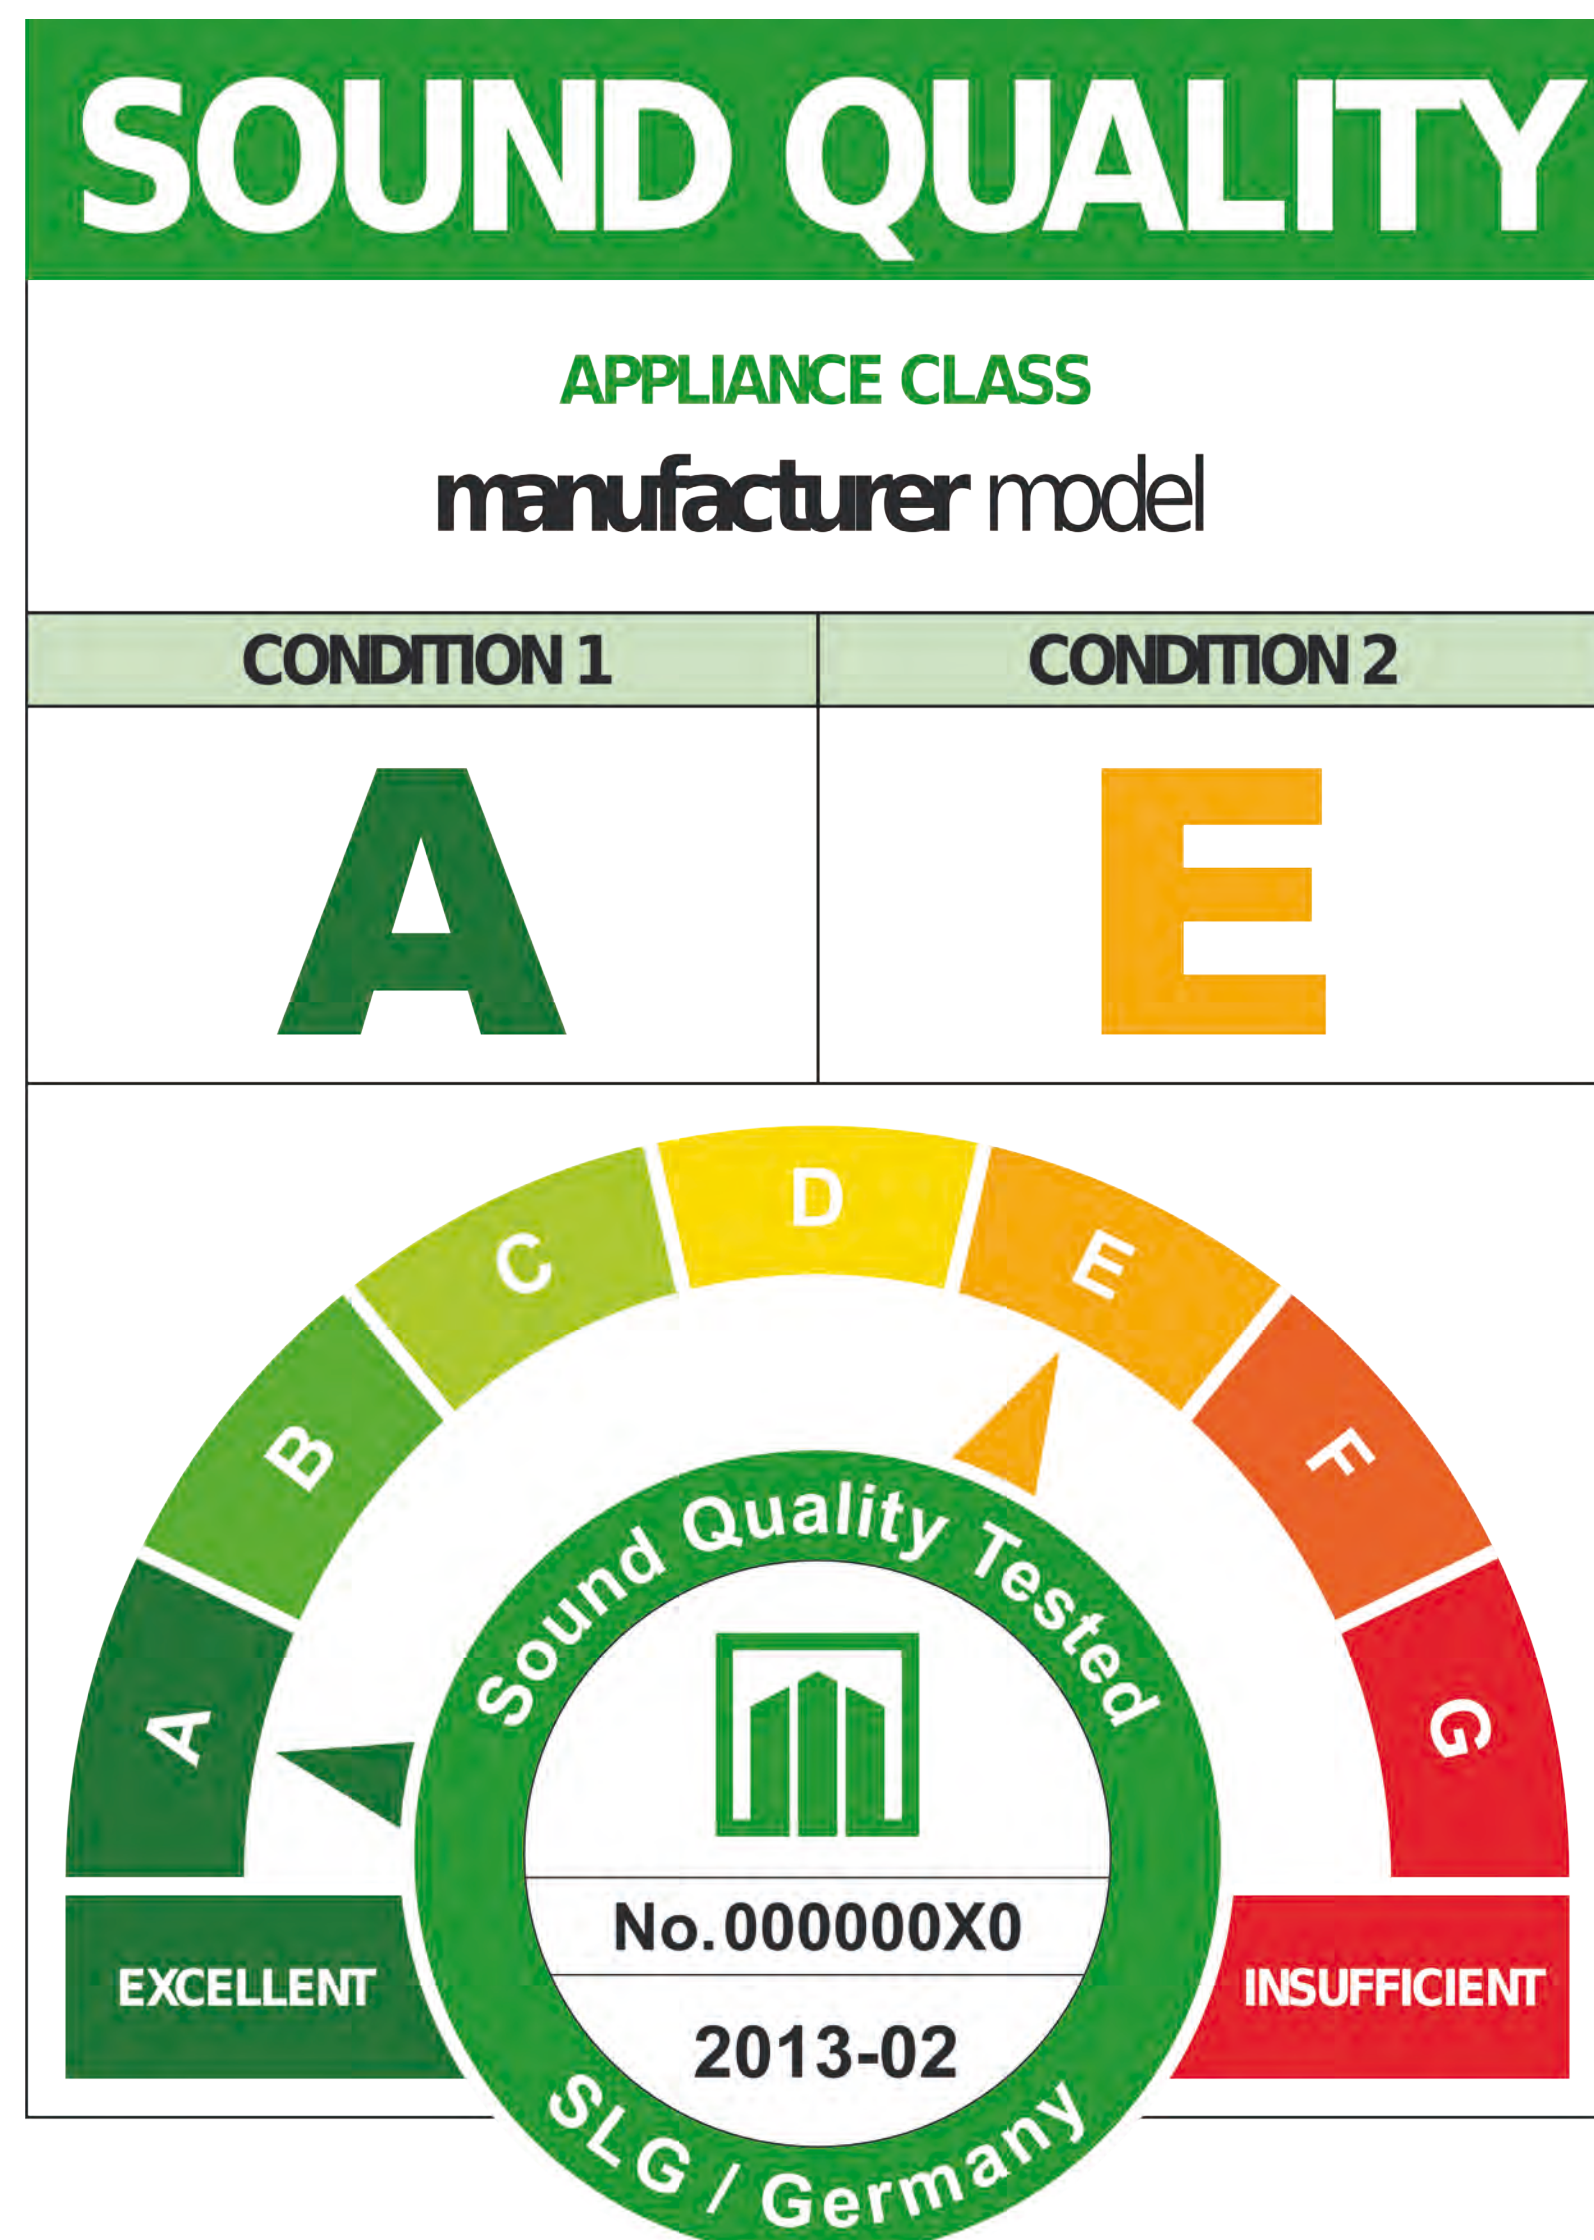 SOUND QUALITY
APPLIANCE CLASS
manufacturer model
CONDITION 1
CONDITION 2
A
E
A
B
C
D
E
F
G
Sound Quality Tested
No.000000X0
EXCELLENT
INSUFFICIENT
2013-02
SLG / Germany